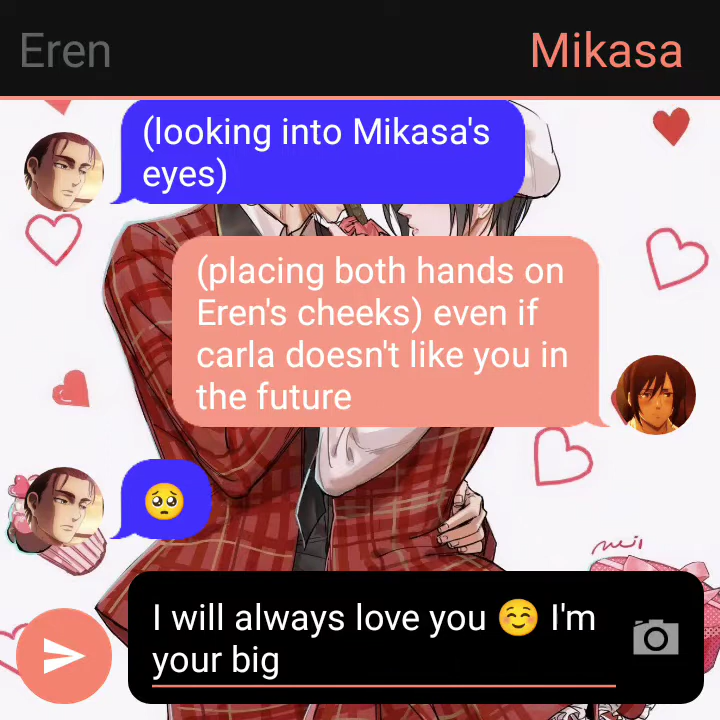 Eren
Mikasa
(looking into Mikasa's
eyes)
(placing both hands on
Eren's cheeks) even if
carla doesn't like you in
the future
🥺
I will always love you ☺️ I'm
your big